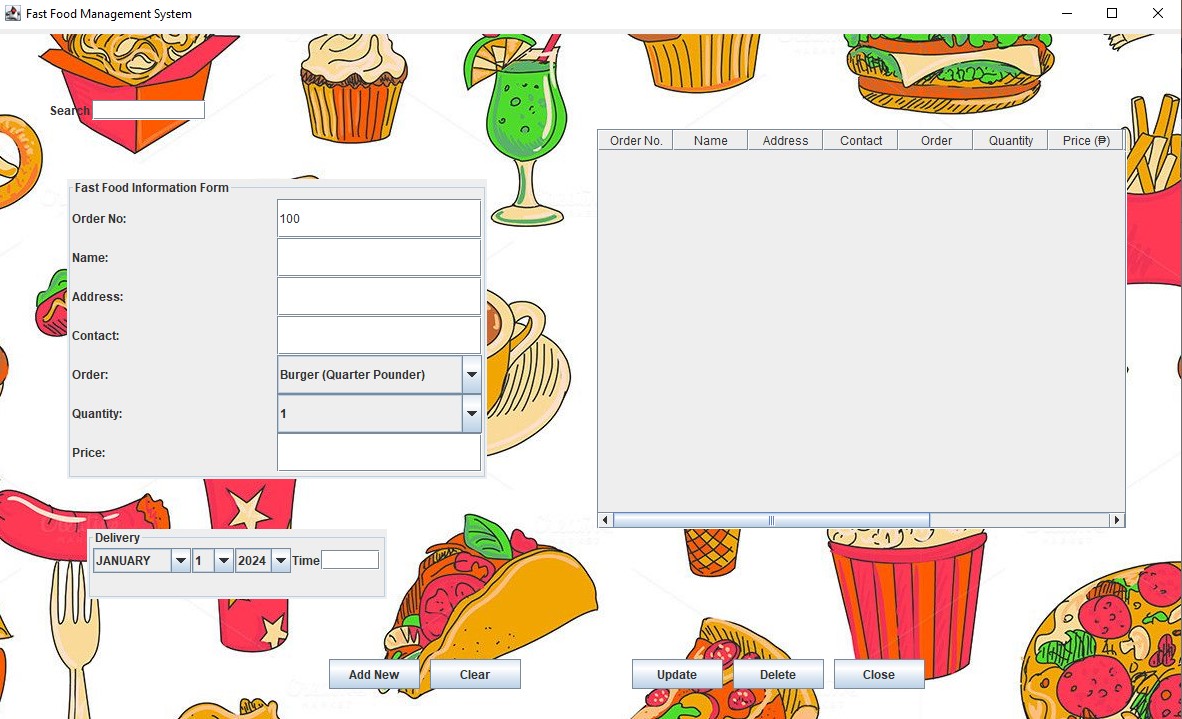 Fast Food Management System
Search
Order No. Name Address Contact Order Quantity Price (₱)
Fast Food Information Form
Order No: 100
Name:
Address:
Contact:
Order: Burger (Quarter Pounder)
Quantity: 1
Price:
Delivery
JANUARY 1 2024 Time
Add New Clear Update Delete Close